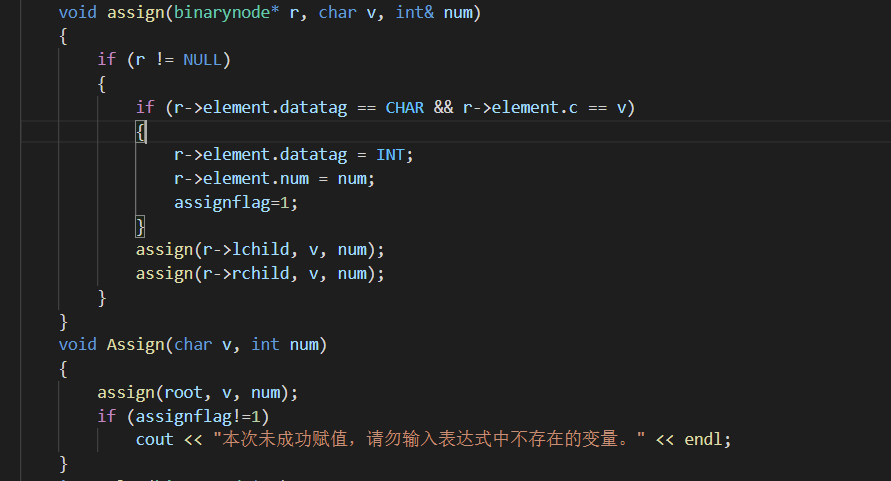 void assign(binarynode* r, char v, int& num)
{
if (r != NULL)
{
if (r->element.datatag == CHAR && r->element.c == v)
{
r->element.datatag = INT;
r->element.num = num;
assignflag=1;
}
assign(r->lchild, v, num);
assign(r->rchild, v, num);
}
}
void Assign(char v, int num)
{
assign(root, v, num);
if (assignflag!=1)
cout << "本次未成功赋值，请勿输入表达式中不存在的变量。" << endl;
}